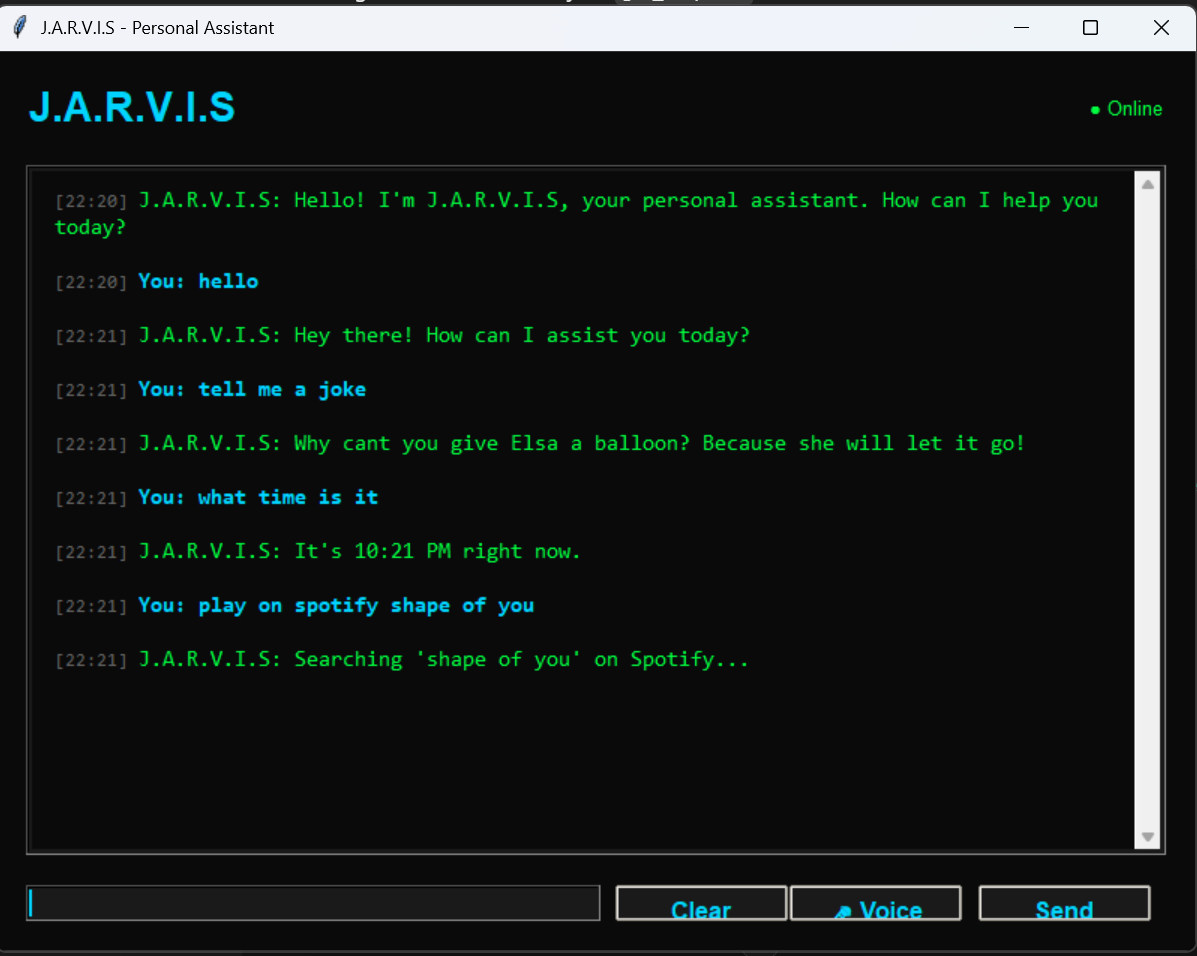 J.A.R.V.I.S - Personal Assistant
J.A.R.V.I.S
● Online
[22:20] J.A.R.V.I.S: Hello! I'm J.A.R.V.I.S, your personal assistant. How can I help you
today?
[22:20] You: hello
[22:21] J.A.R.V.I.S: Hey there! How can I assist you today?
[22:21] You: tell me a joke
[22:21] J.A.R.V.I.S: Why cant you give Elsa a balloon? Because she will let it go!
[22:21] You: what time is it
[22:21] J.A.R.V.I.S: It's 10:21 PM right now.
[22:21] You: play on spotify shape of you
[22:21] J.A.R.V.I.S: Searching 'shape of you' on Spotify...
Clear Voice Send